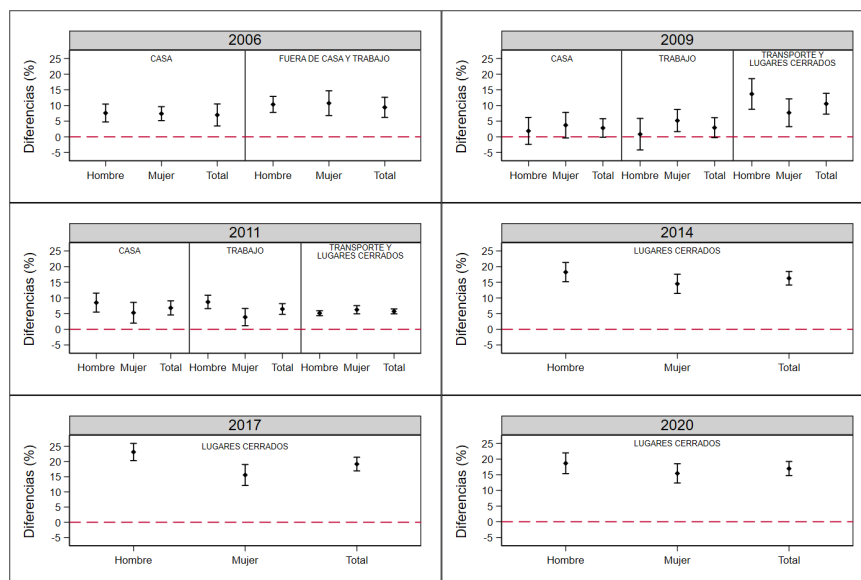 2006
CASA
FUERA DE CASA Y TRABAJO
Diferencias (%)
25
20
15
10
5
0
-5
Hombre Mujer Total Hombre Mujer Total
2009
CASA
TRABAJO
TRANSPORTE Y
LUGARES CERRADOS
Diferencias (%)
25
20
15
10
5
0
-5
Hombre Mujer Total Hombre Mujer Total Hombre Mujer Total
2011
CASA
TRABAJO
TRANSPORTE Y
LUGARES CERRADOS
Diferencias (%)
25
20
15
10
5
0
-5
Hombre Mujer Total Hombre Mujer Total Hombre Mujer Total
2014
LUGARES CERRADOS
Diferencias (%)
25
20
15
10
5
0
-5
Hombre Mujer Total
2017
LUGARES CERRADOS
Diferencias (%)
25
20
15
10
5
0
-5
Hombre Mujer Total
2020
LUGARES CERRADOS
Diferencias (%)
25
20
15
10
5
0
-5
Hombre Mujer Total